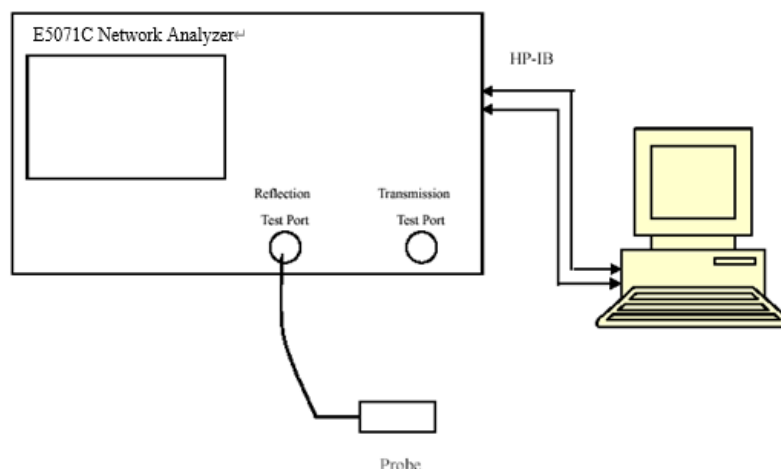 E5071C Network Analyzer↵
HP-IB
Reflection
Test Port
Transmission
Test Port
Probe